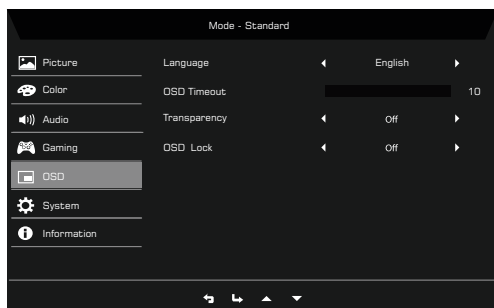 Mode - Standard
Picture
Language English
Color
OSD Timeout 10
Audio
Transparency Off
Gaming
OSD Lock Off
OSD
System
Information